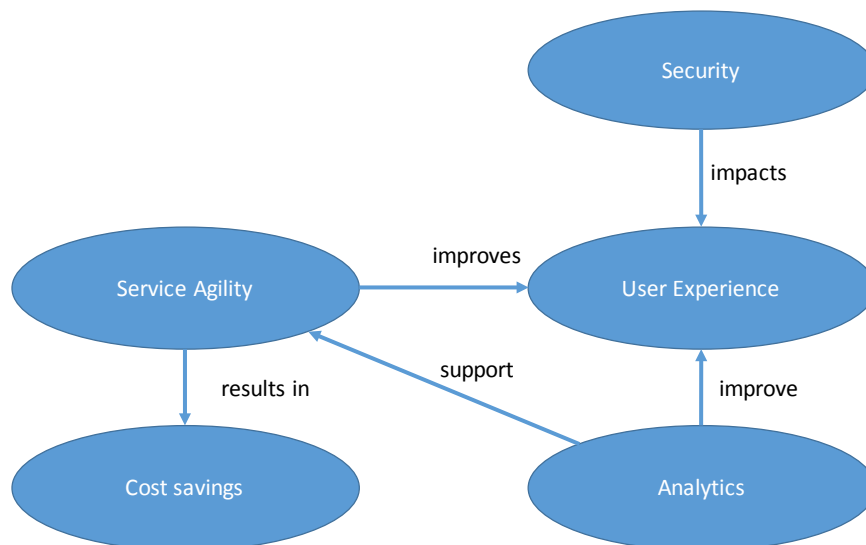 Security
impacts
improves
Service Agility
User Experience
support
results in
improve
Cost savings
Analytics